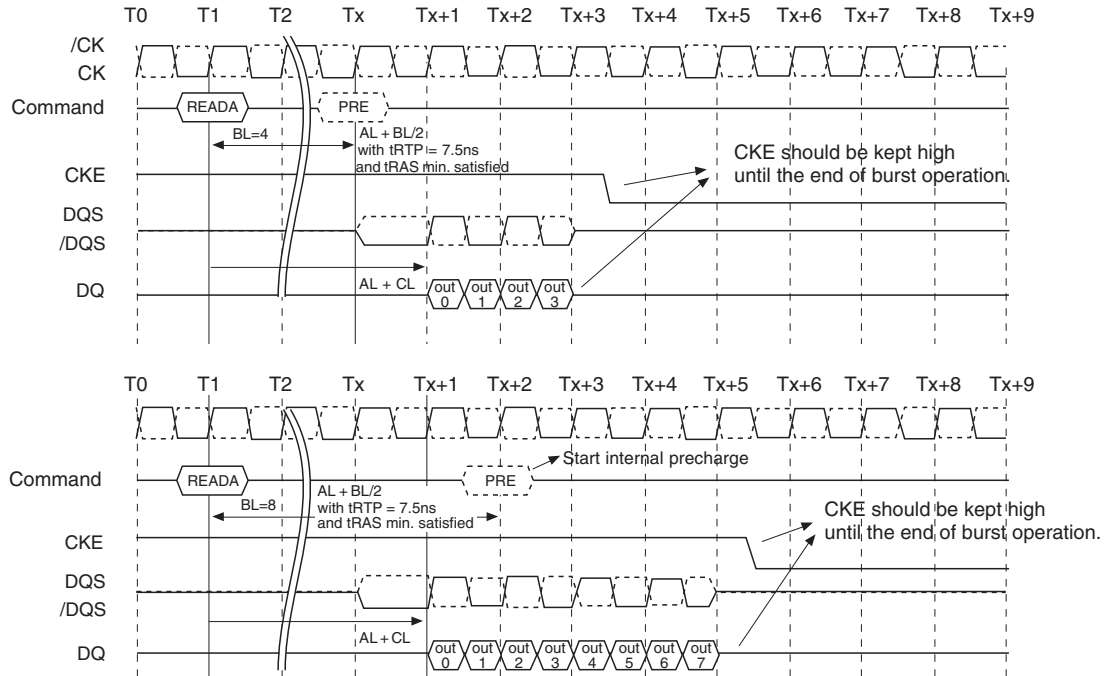 T0 T1 T2 Tx Tx+1 Tx+2 Tx+3 Tx+4 Tx+5 Tx+6 Tx+7 Tx+8 Tx+9
/CK
CK
Command READA PRE
BL=4
AL + BL/2
with tRTP = 7.5ns
and tRAS min. satisfied
CKE should be kept high
until the end of burst operation.
CKE
DQS
/DQS
AL + CL
DQ out 0 out 1 out 2 out 3
T0 T1 T2 Tx Tx+1 Tx+2 Tx+3 Tx+4 Tx+5 Tx+6 Tx+7 Tx+8 Tx+9
Start internal precharge
Command READA PRE
BL=8
AL + BL/2
with tRTP = 7.5ns
and tRAS min. satisfied
CKE should be kept high
until the end of burst operation.
CKE
DQS
/DQS
AL + CL
DQ out 0 out 1 out 2 out 3 out 4 out 5 out 6 out 7